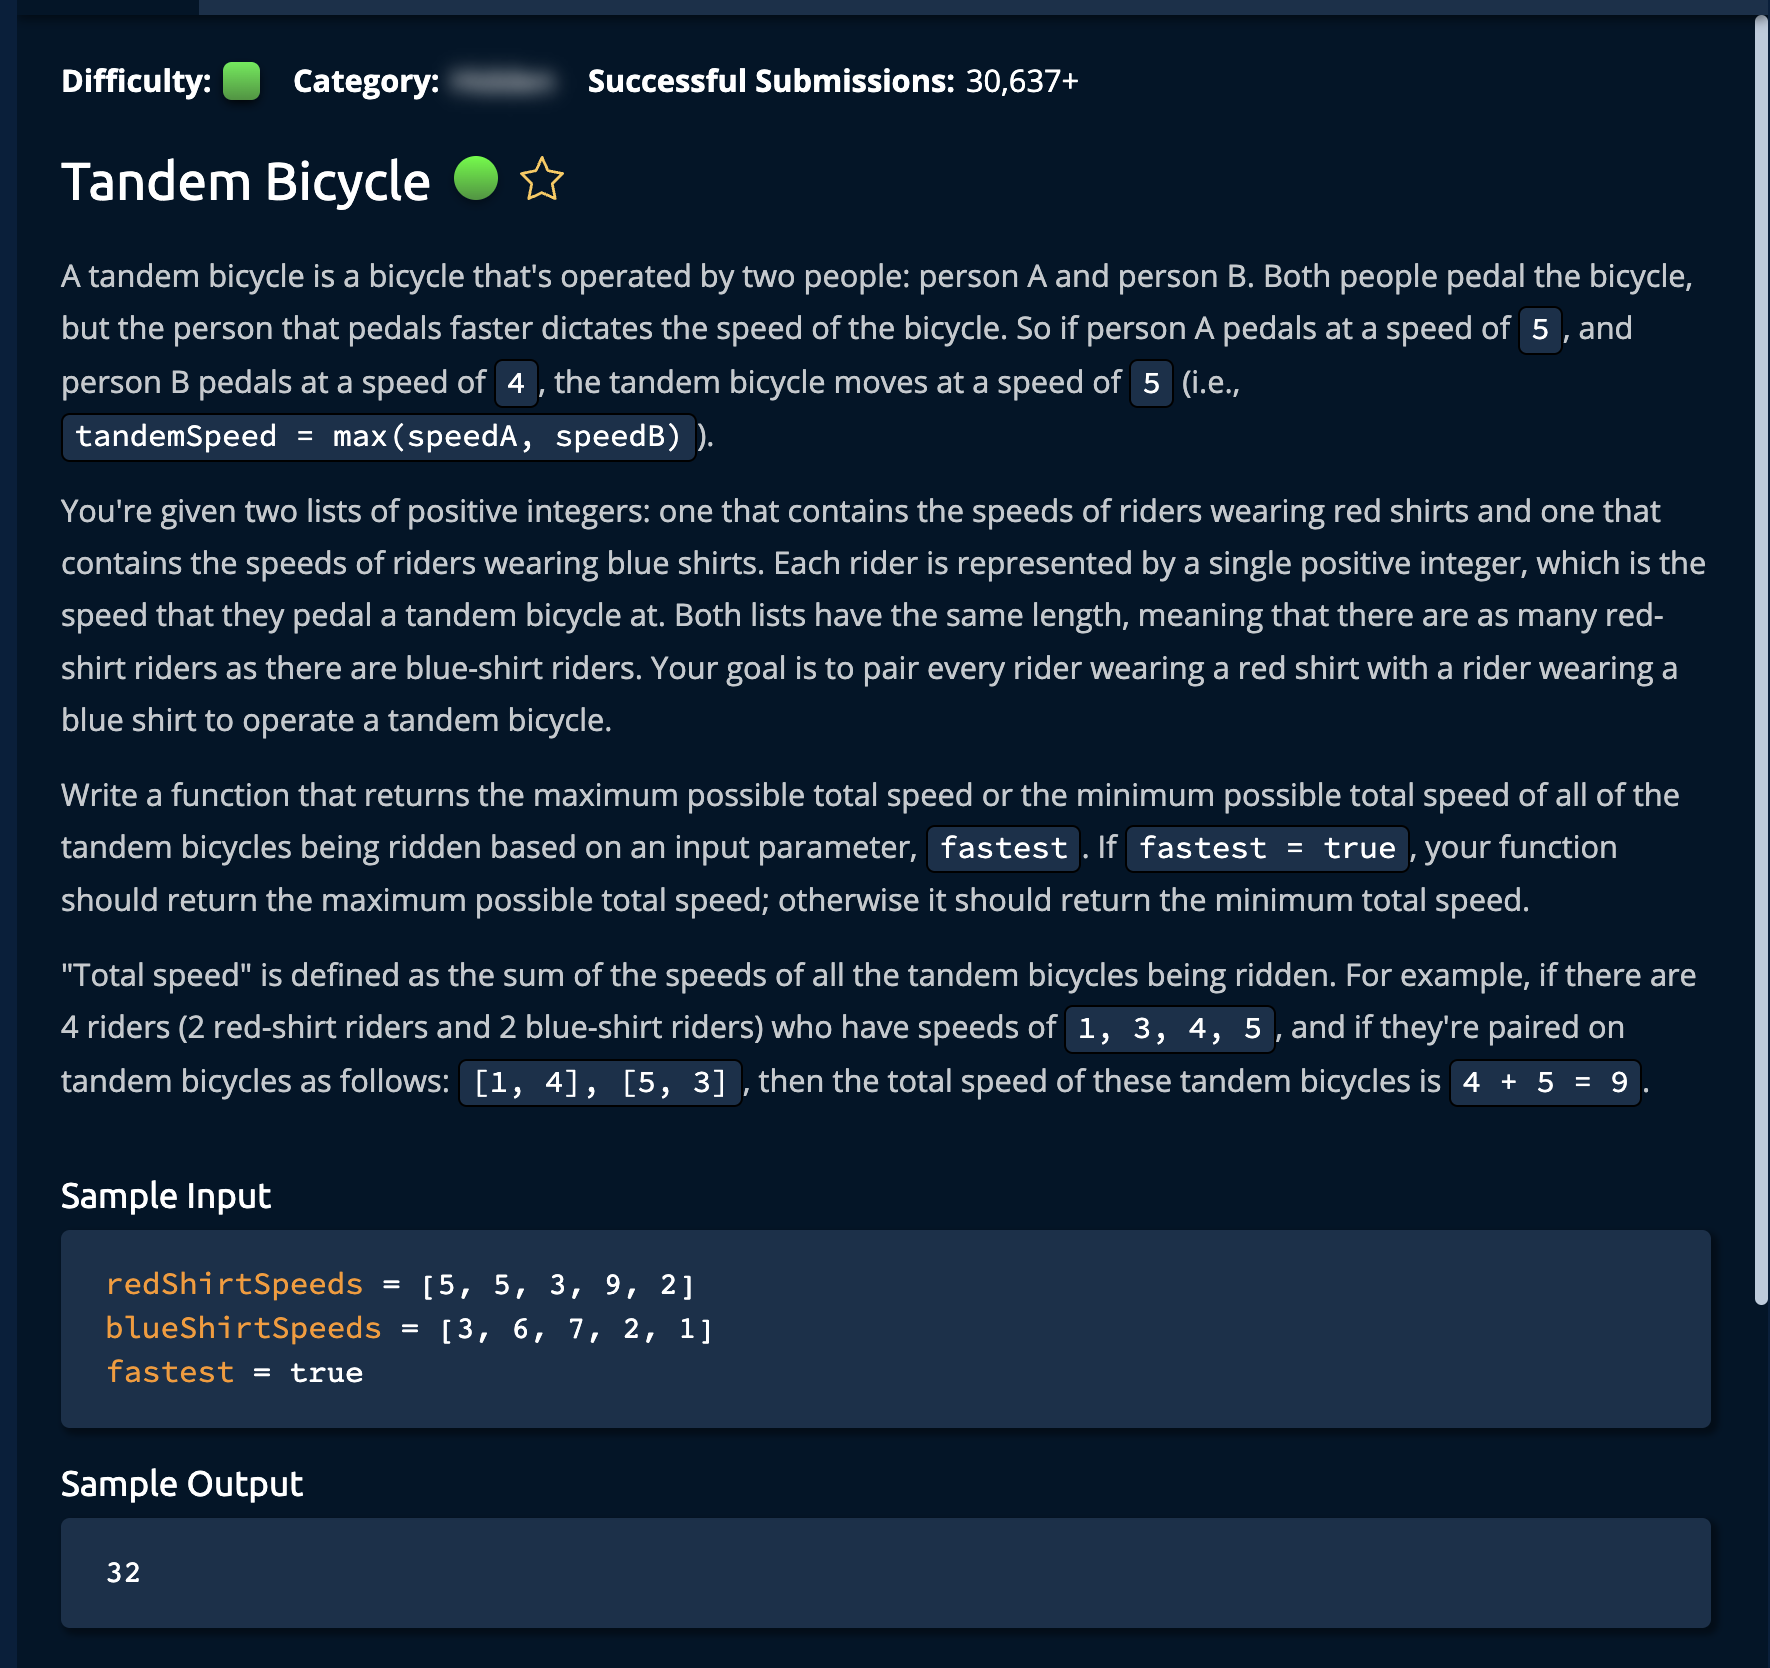 Difficulty: Category: Successful Submissions: 30,637+
Tandem Bicycle
A tandem bicycle is a bicycle that's operated by two people: person A and person B. Both people pedal the bicycle,
but the person that pedals faster dictates the speed of the bicycle. So if person A pedals at a speed of 5, and
person B pedals at a speed of 4, the tandem bicycle moves at a speed of 5 (i.e.,
tandemSpeed = max(speedA, speedB)).
You're given two lists of positive integers: one that contains the speeds of riders wearing red shirts and one that
contains the speeds of riders wearing blue shirts. Each rider is represented by a single positive integer, which is the
speed that they pedal a tandem bicycle at. Both lists have the same length, meaning that there are as many red-
shirt riders as there are blue-shirt riders. Your goal is to pair every rider wearing a red shirt with a rider wearing a
blue shirt to operate a tandem bicycle.
Write a function that returns the maximum possible total speed or the minimum possible total speed of all of the
tandem bicycles being ridden based on an input parameter, fastest. If fastest = true, your function
should return the maximum possible total speed; otherwise it should return the minimum total speed.
"Total speed" is defined as the sum of the speeds of all the tandem bicycles being ridden. For example, if there are
4 riders (2 red-shirt riders and 2 blue-shirt riders) who have speeds of 1, 3, 4, 5, and if they're paired on
tandem bicycles as follows: [1, 4], [5, 3], then the total speed of these tandem bicycles is 4 + 5 = 9.
Sample Input
redShirtSpeeds = [5, 5, 3, 9, 2]
blueShirtSpeeds = [3, 6, 7, 2, 1]
fastest = true
Sample Output
32